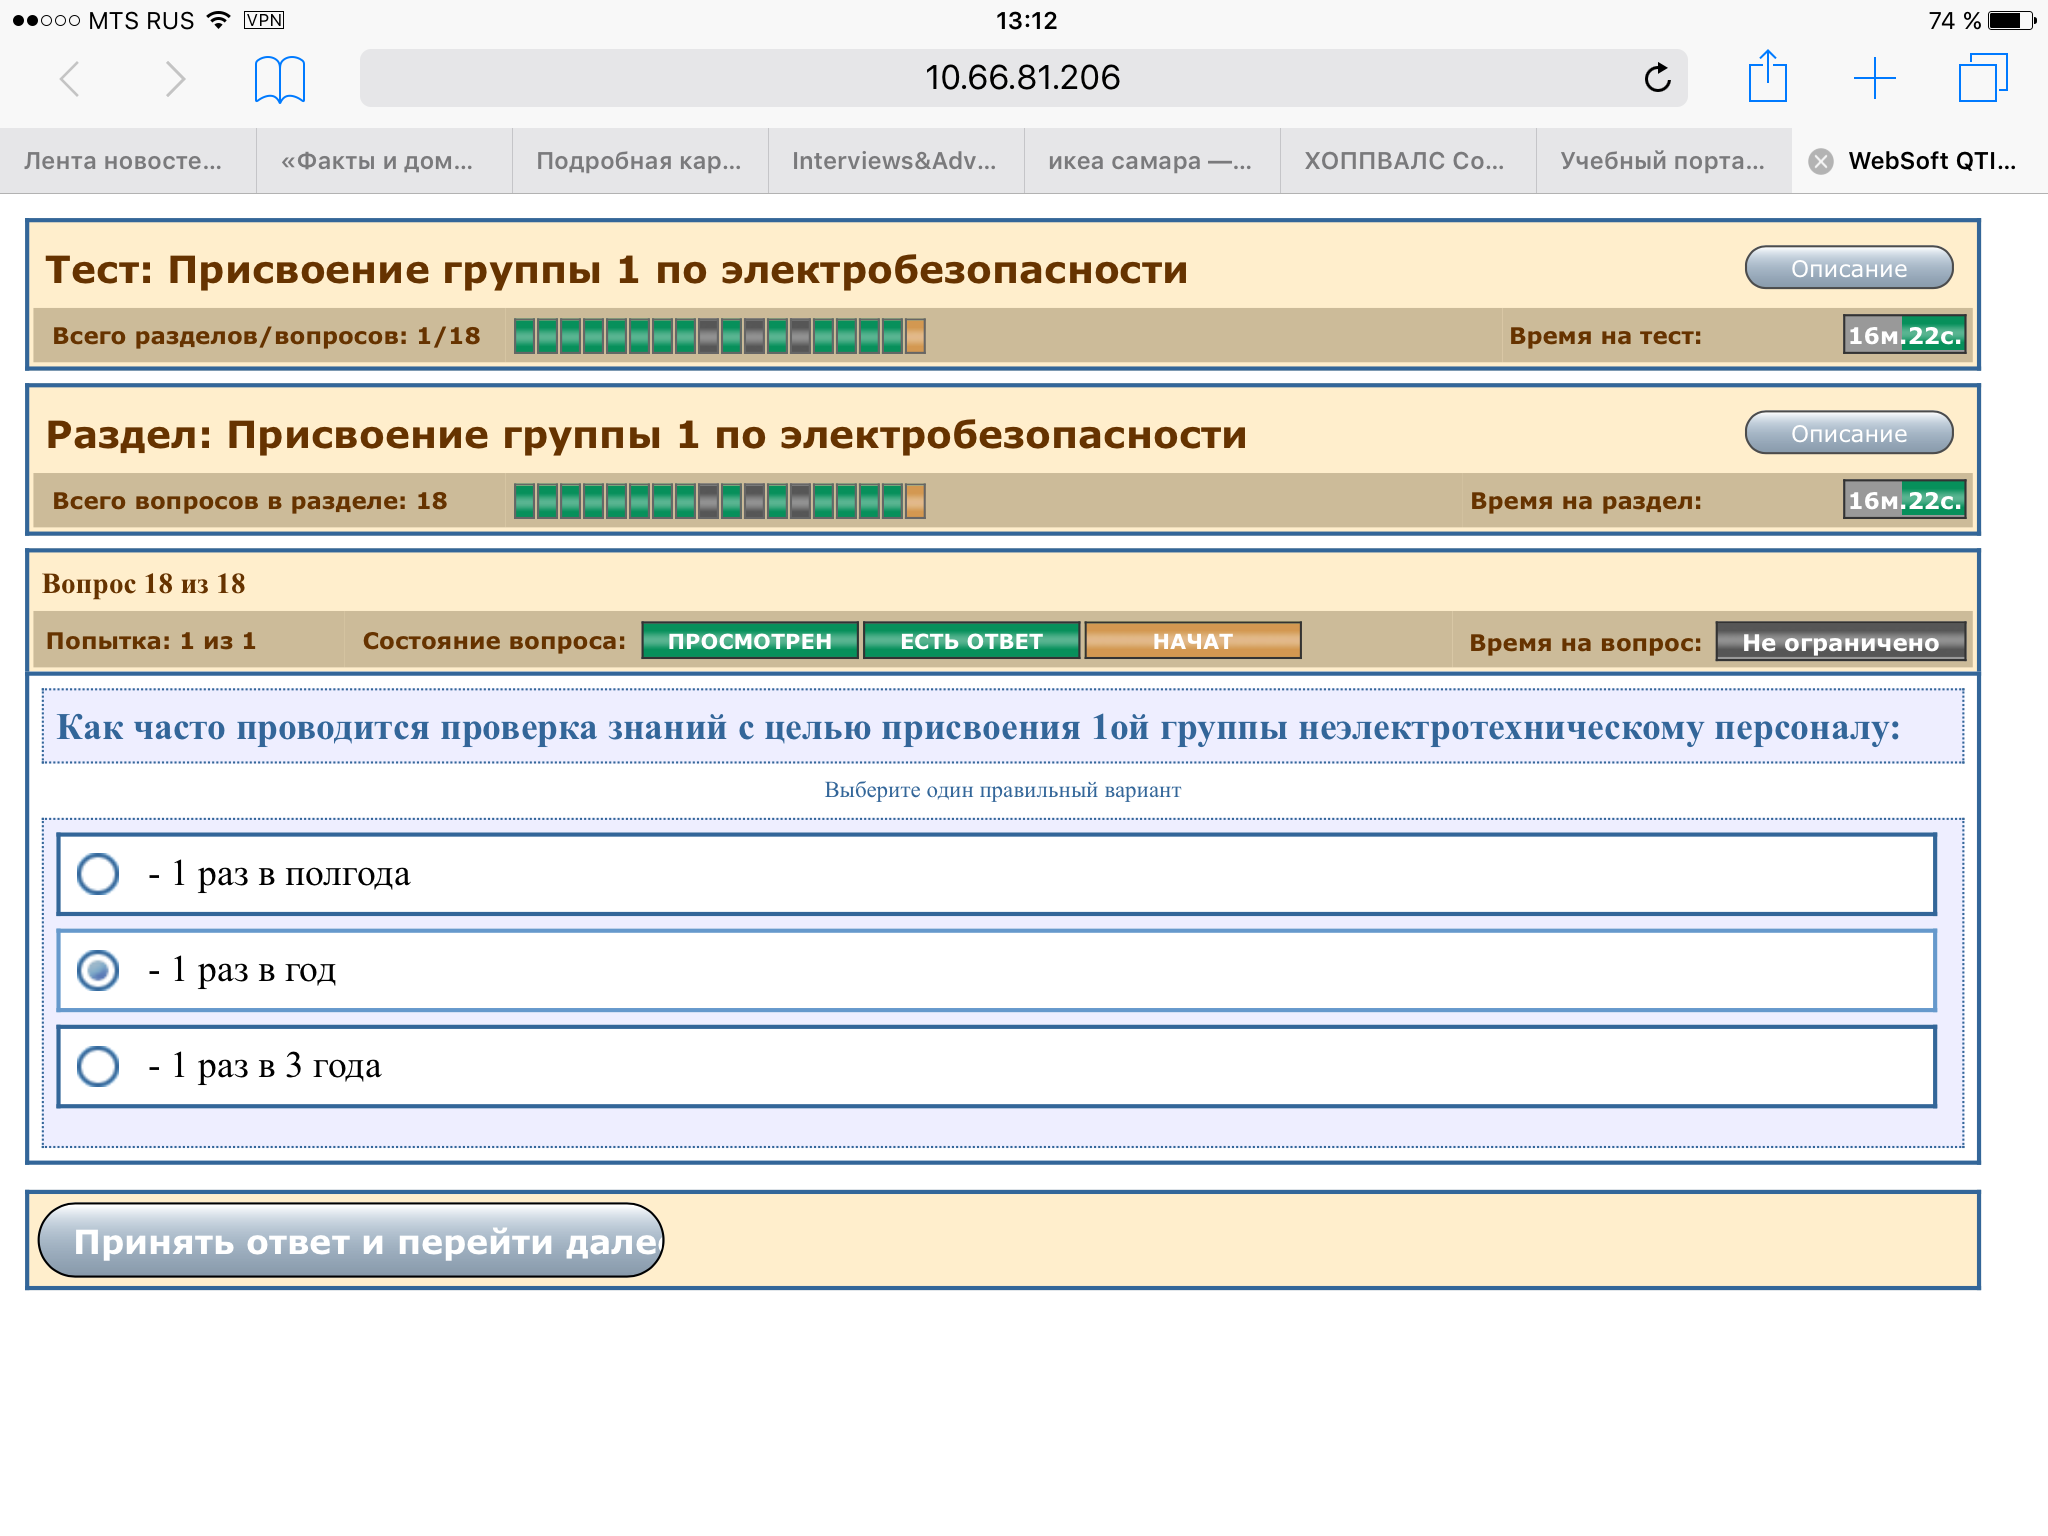 MTS RUS VPN 13:12 74 %
10.66.81.206
Лента новосте... «Факты и дом... Подробная кар... Interviews&Adv... икеа самара —... ХОППВАЛС Co... Учебный порта... WebSoft QTI...
Тест: Присвоение группы 1 по электробезопасности Описание
Всего разделов/вопросов: 1/18 Время на тест: 16м.22с.
Раздел: Присвоение группы 1 по электробезопасности Описание
Всего вопросов в разделе: 18 Время на раздел: 16м.22с.
Вопрос 18 из 18
Попытка: 1 из 1 Состояние вопроса: ПРОСМОТРЕН ЕСТЬ ОТВЕТ НАЧАТ Время на вопрос: Не ограничено
Как часто проводится проверка знаний с целью присвоения 1ой группы неэлектротехническому персоналу:
Выберите один правильный вариант
- 1 раз в полгода
- 1 раз в год
- 1 раз в 3 года
Принять ответ и перейти дале